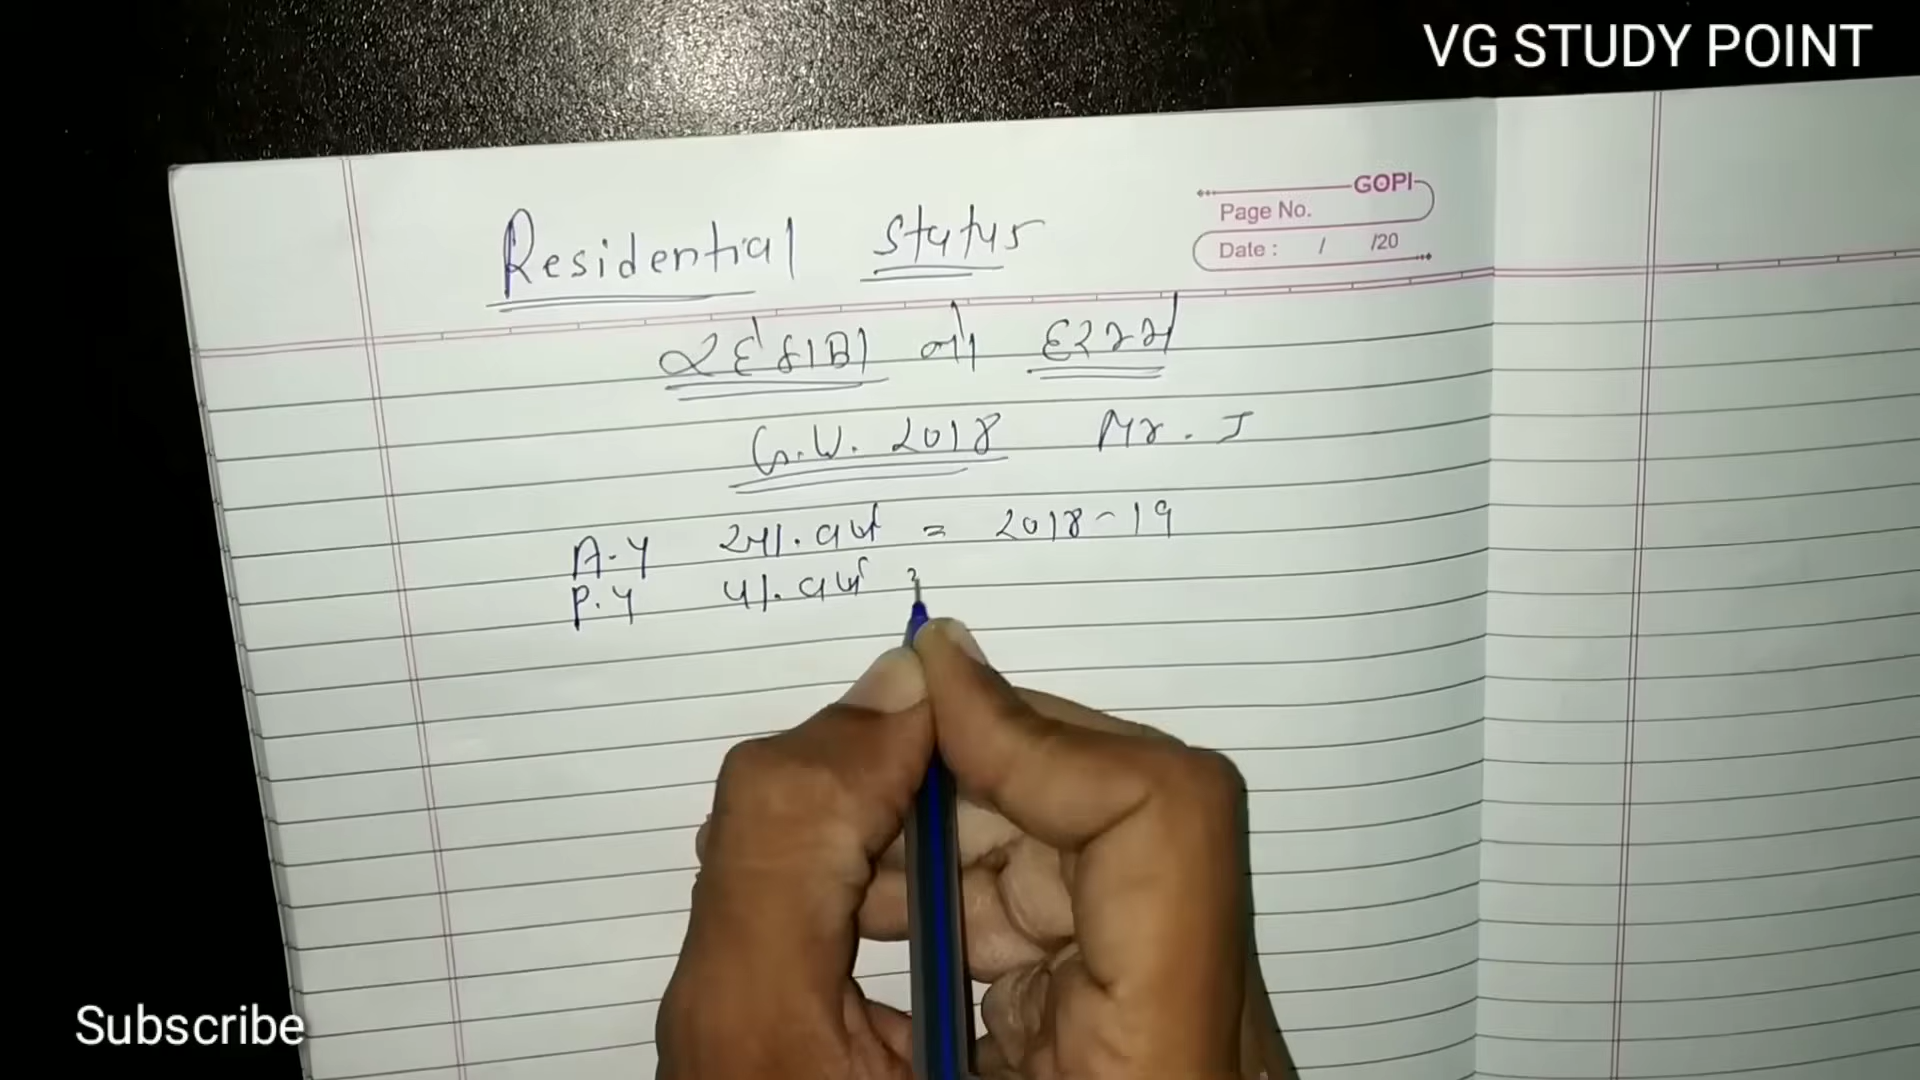 VG STUDY POINT
GOPI
Page No.
Date : / /20
Residential Status
રહેઠાણ નો દરજ્જો
G.U. 2018 Mr. J
A.Y આ. વર્ષ = 2018-19
P.Y પા. વર્ષ =
Subscribe